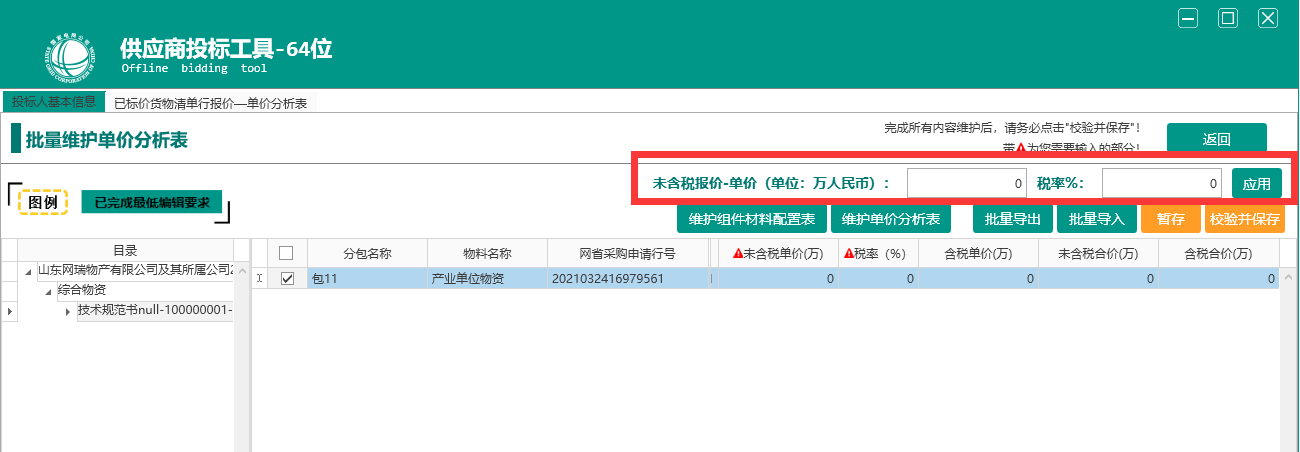 供应商投标工具-64位
Offline bidding tool
投标人基本信息 已标价货物清单行报价—单价分析表
批量维护单价分析表
完成所有内容维护后，请务必点击"校验并保存"！
带 为您需要输入的部分！
返回
未含税报价-单价（单位：万人民币）： 0 税率%： 0 应用
图例 已完成最低编辑要求
维护组件材料配置表 维护单价分析表 批量导出 批量导入 暂存 校验并保存
目录 分包名称 物料名称 网省采购申请行号 未含税单价(万) 税率（%） 含税单价(万) 未含税合价(万) 含税合价(万)
山东网瑞物产有限公司及其所属公司2
包11 产业单位物资 2021032416979561 0 0 0 0 0
综合物资
技术规范书null-100000001-